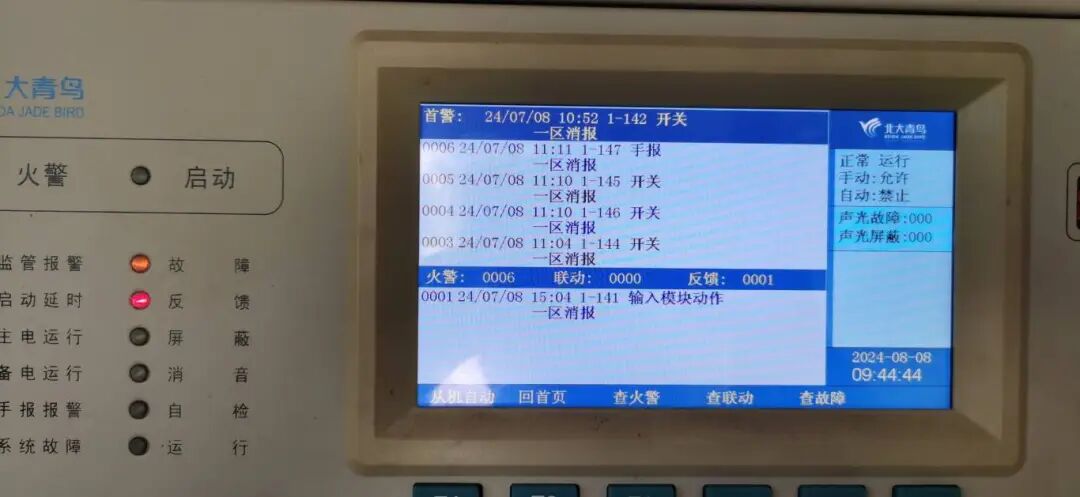 大青鸟
DA JADE BIRD
火警 启动
监管报警 故障
启动延时 反馈
主电运行 屏蔽
备电运行 消音
手报报警 自检
系统故障 运行
首警: 24/07/08 10:52 1-142 开关
一区消报
0006 24/07/08 11:11 1-147 手报
一区消报
0005 24/07/08 11:10 1-145 开关
一区消报
0004 24/07/08 11:10 1-146 开关
一区消报
0003 24/07/08 11:04 1-144 开关
一区消报
火警: 0006 联动: 0000 反馈: 0001
0001 24/07/08 15:04 1-141 输入模块动作
一区消报
北大青鸟
BEIDA JADE BIRD
正常 运行
手动:允许
自动:禁止
声光故障:000
声光屏蔽:000
2024-08-08
09:44:44
从机自动 回首页 查火警 查联动 查故障